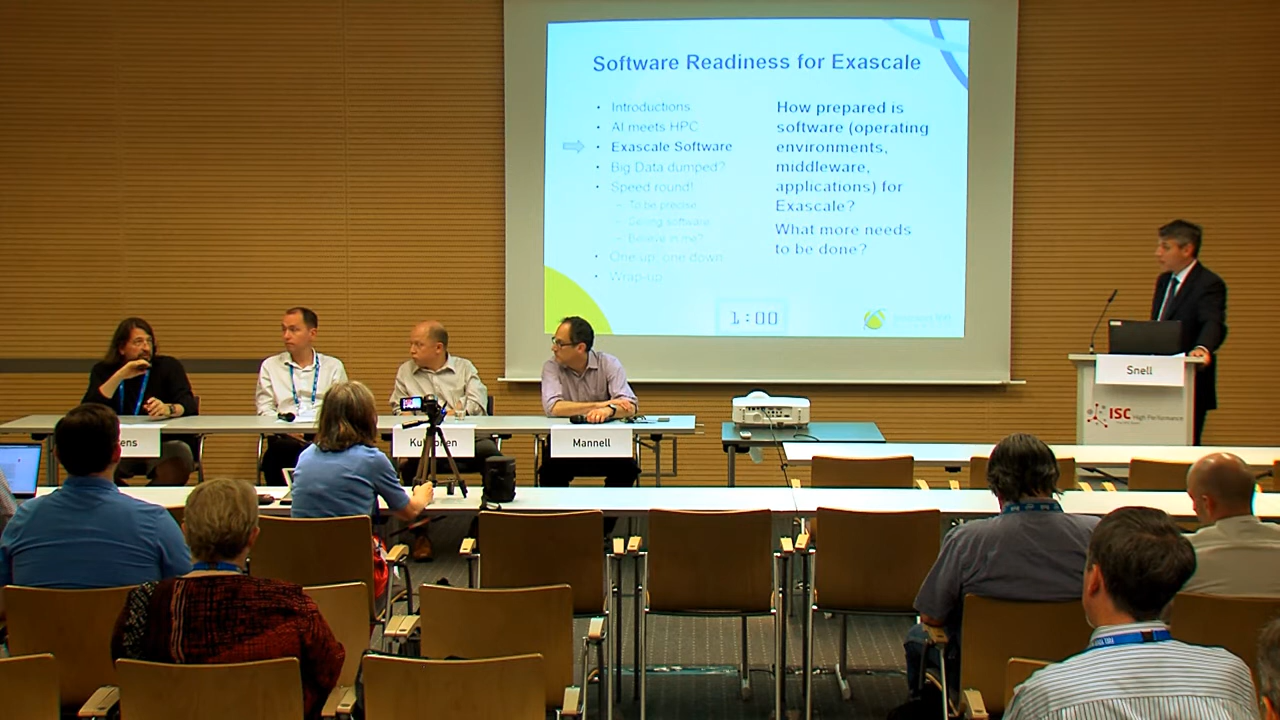 Software Readiness for Exascale
• Introductions
• AI meets HPC
• Exascale Software
• Big Data dumped?
• Speed round!
– To be precise
– Selling software
– Believe in me?
• One up, one down
• Wrap-up
How prepared is
software (operating
environments,
middleware,
applications) for
Exascale?
What more needs
to be done?
1:00
Snell
ISC High Performance
Mannell